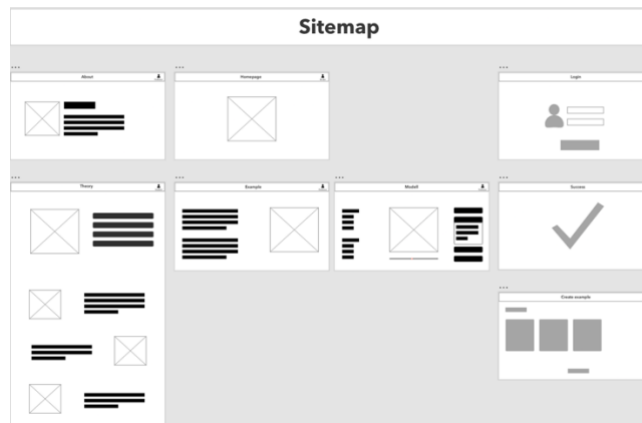 Sitemap
About
Homepage
Login
Theory
Example
Modell
Success
Create example